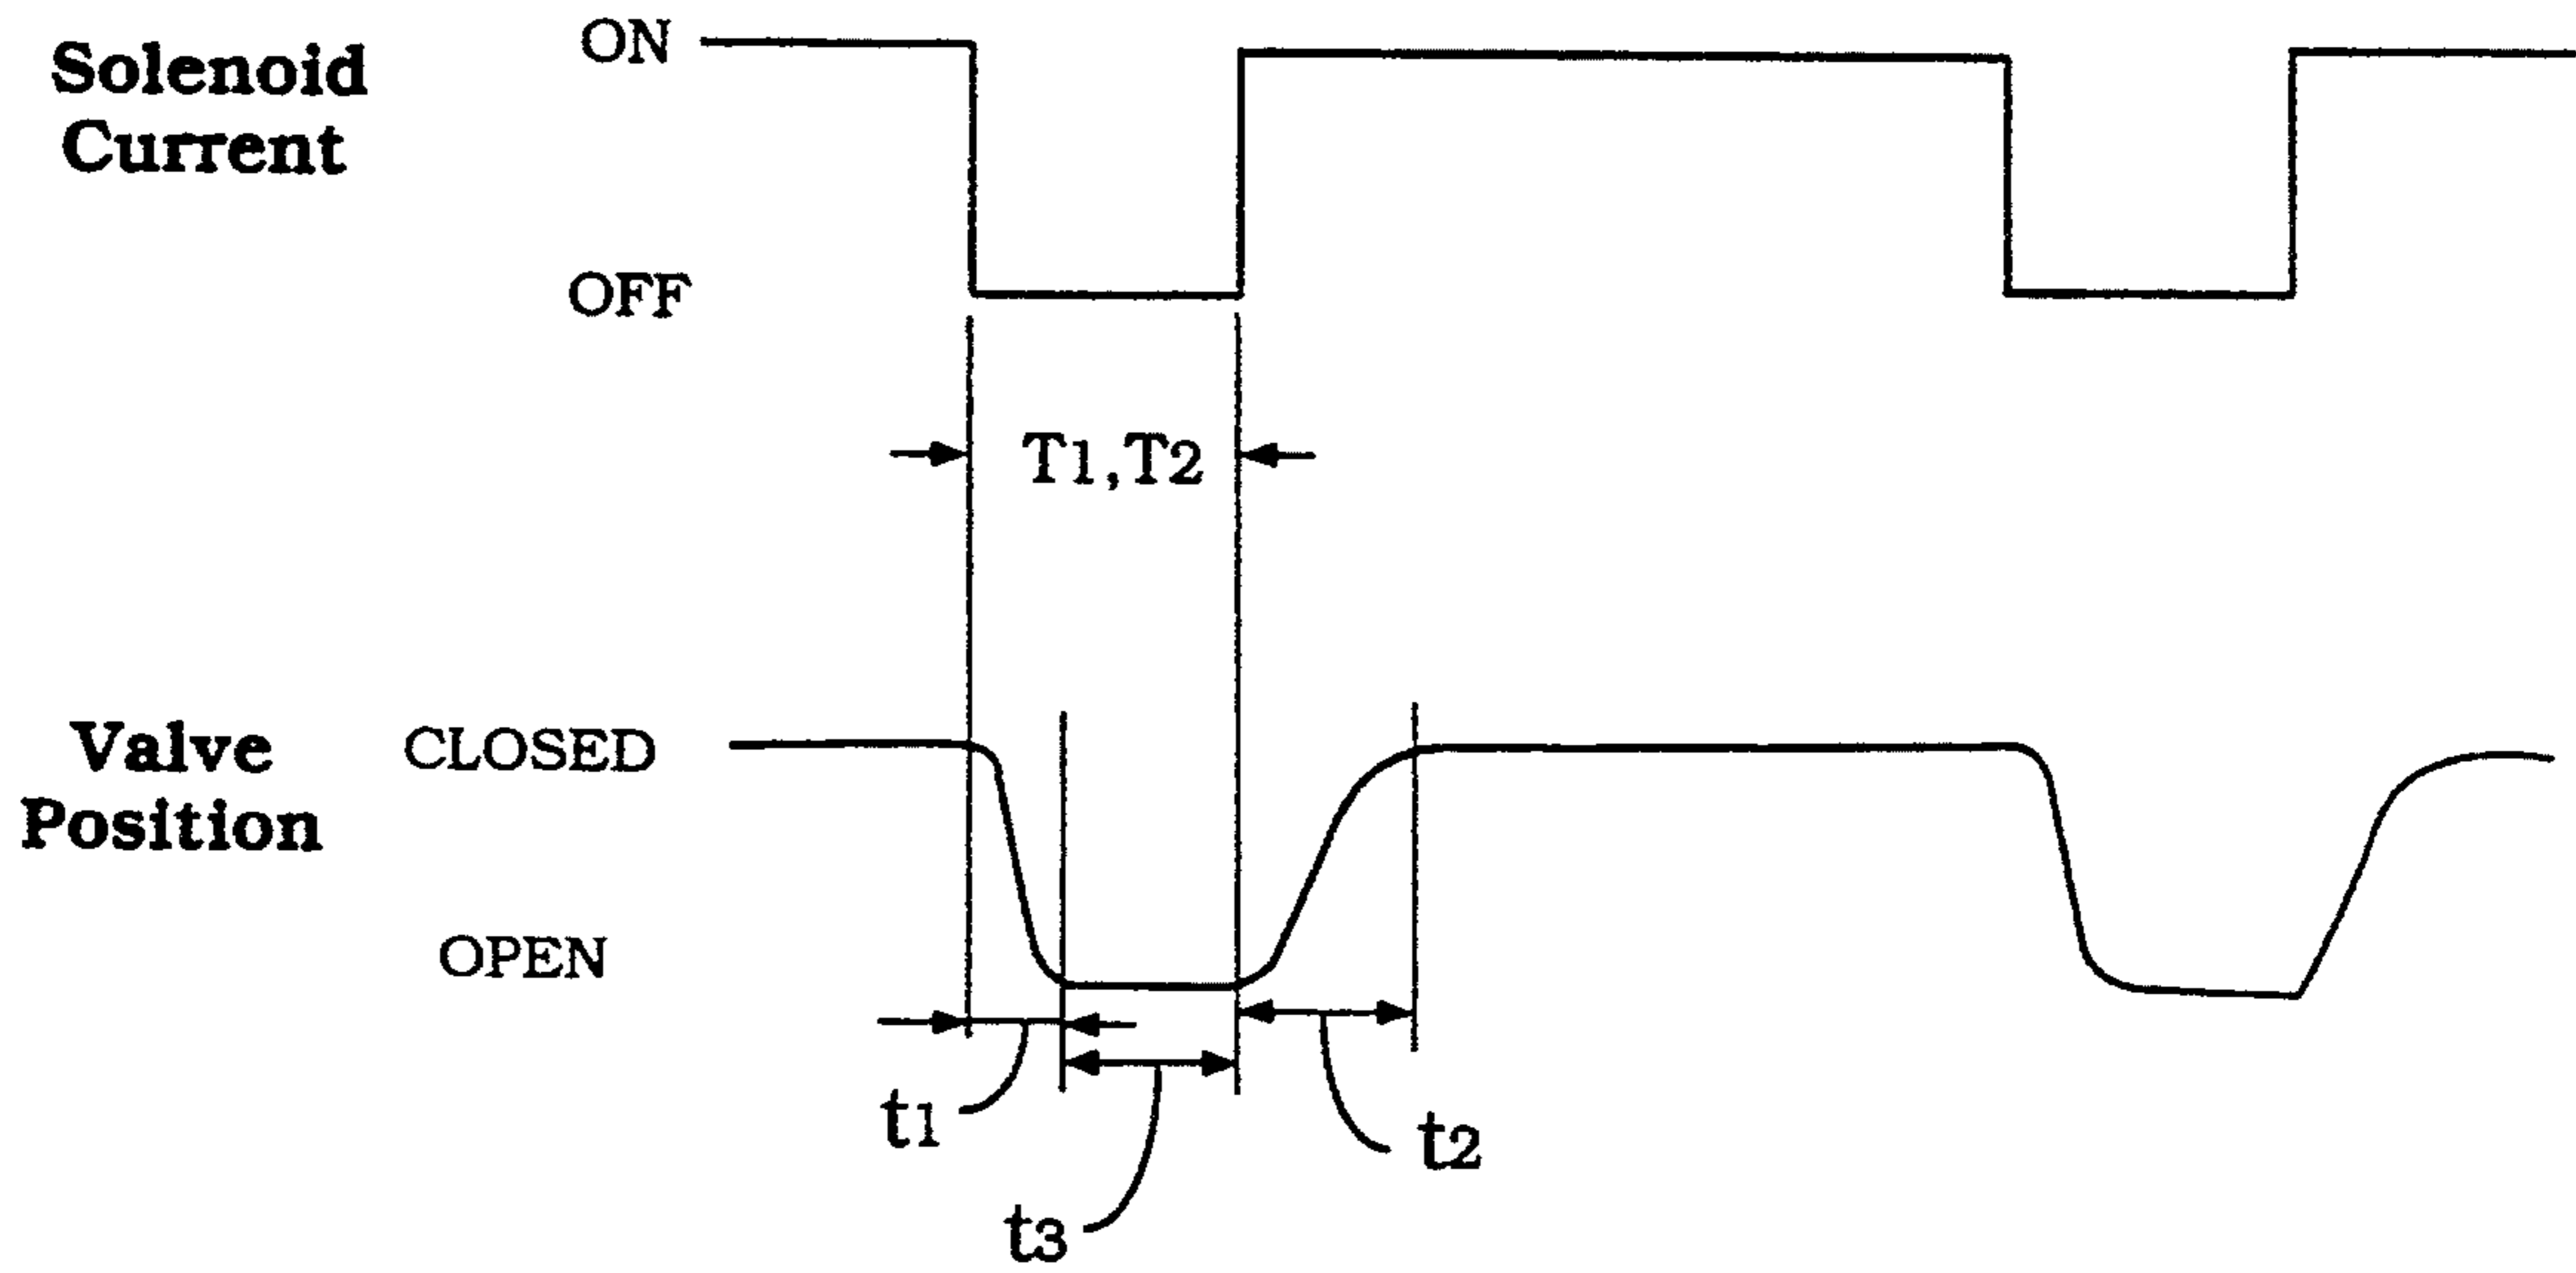 Solenoid
Current
ON
OFF
T1,T2
Valve
Position
CLOSED
OPEN
t1
t2
t3